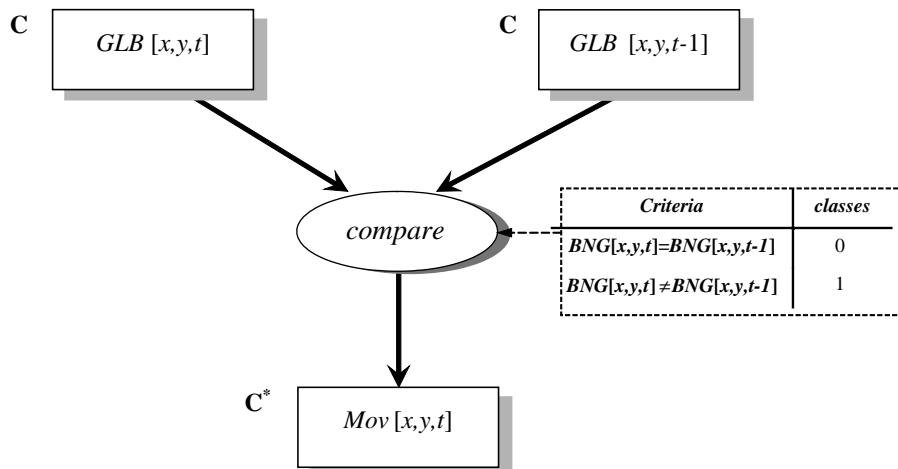 C
GLB [x,y,t]
C
GLB [x,y,t-1]
compare
Criteria classes
BNG[x,y,t]=BNG[x,y,t-1] 0
BNG[x,y,t]≠BNG[x,y,t-1] 1
C*
Mov [x,y,t]